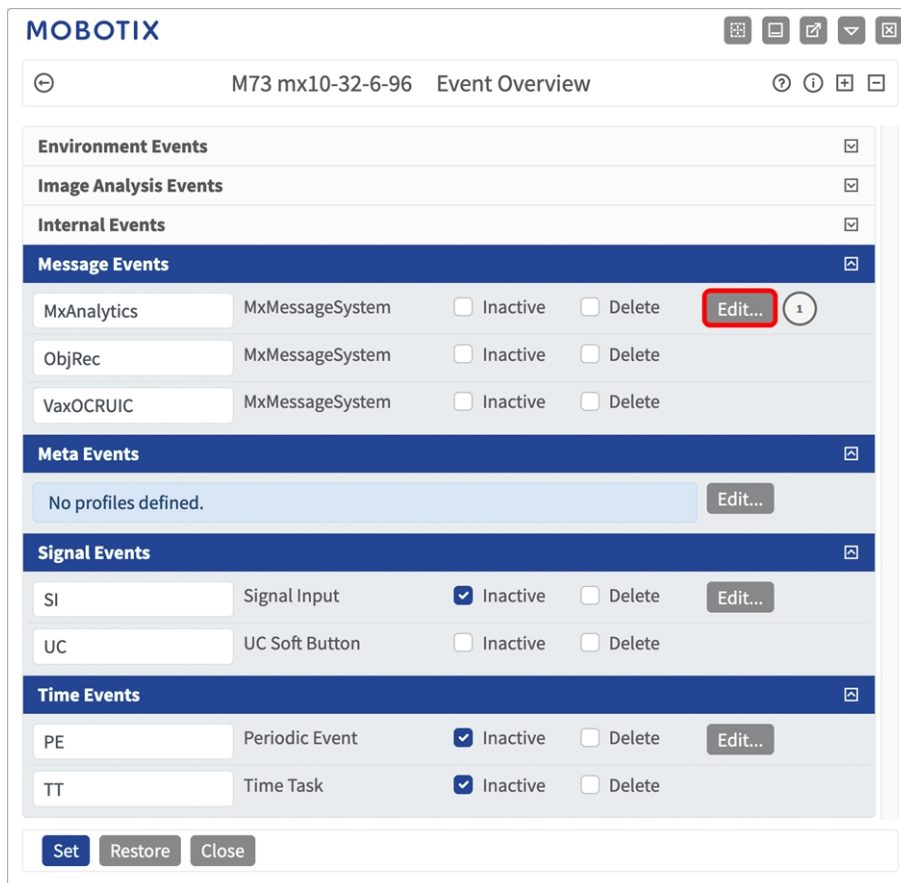 MOBOTIX
M73 mx10-32-6-96 Event Overview
Environment Events
Image Analysis Events
Internal Events
Message Events
MxAnalytics MxMessageSystem Inactive Delete Edit... 1
ObjRec MxMessageSystem Inactive Delete
VaxOCRUIC MxMessageSystem Inactive Delete
Meta Events
No profiles defined. Edit...
Signal Events
SI Signal Input Inactive Delete Edit...
UC UC Soft Button Inactive Delete
Time Events
PE Periodic Event Inactive Delete Edit...
TT Time Task Inactive Delete
Set Restore Close